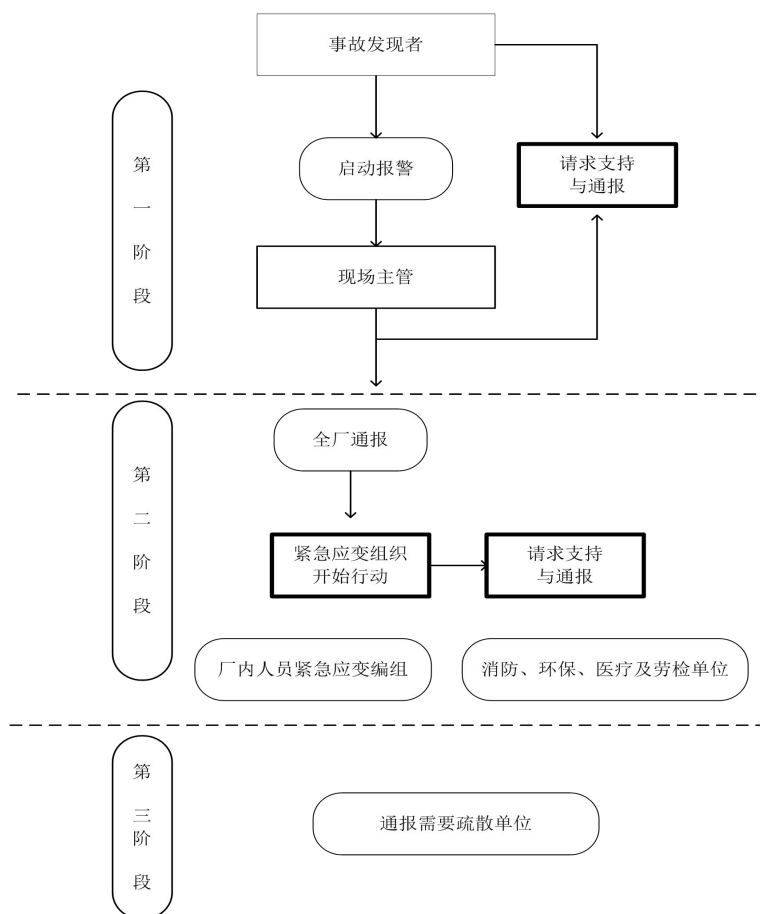 事故发现者
第
一
阶
段
启动报警
请求支持
与通报
现场主管
第
二
阶
段
全厂通报
紧急应变组织
开始行动
请求支持
与通报
厂内人员紧急应变编组
消防、环保、医疗及劳检单位
第
三
阶
段
通报需要疏散单位